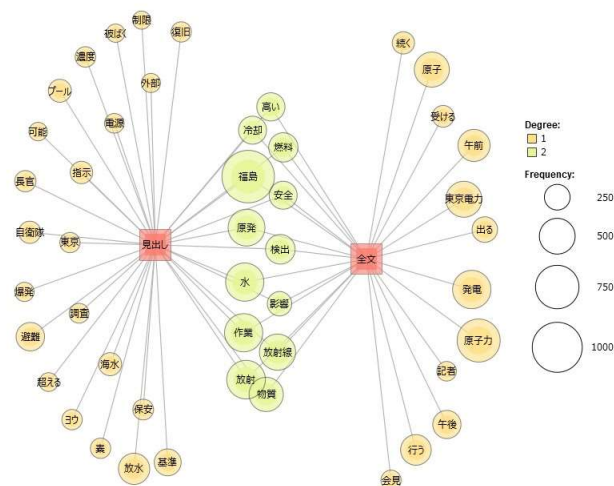 制限
被ばく
復旧
濃度
外部
プール
電源
可能
指示
長官
自衛隊
東京
見出し
爆発
調査
避難
超える
海水
ヨウ
保安
素
放水
基準
高い
冷却
燃料
福島
安全
原発
検出
水
影響
作業
放射線
放射
物質
続く
原子
受ける
午前
東京電力
出る
全文
発電
原子力
記者
午後
行う
会見
Degree:
1
2
Frequency:
250
500
750
1000